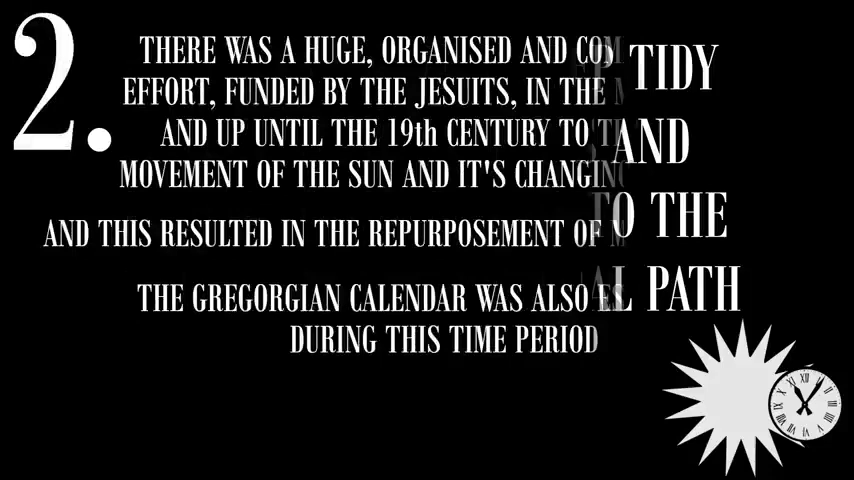 2.
THERE WAS A HUGE, ORGANISED AND
EFFORT, FUNDED BY THE JESUITS, IN THE
AND UP UNTIL THE 19th CENTURY TO
MOVEMENT OF THE SUN AND IT'S
AND THIS RESULTED IN THE REPURPOSEMENT OF
THE GREGORGIAN CALENDAR WAS ALSO
DURING THIS TIME PERIOD
TIDY
AND
TO THE
PATH